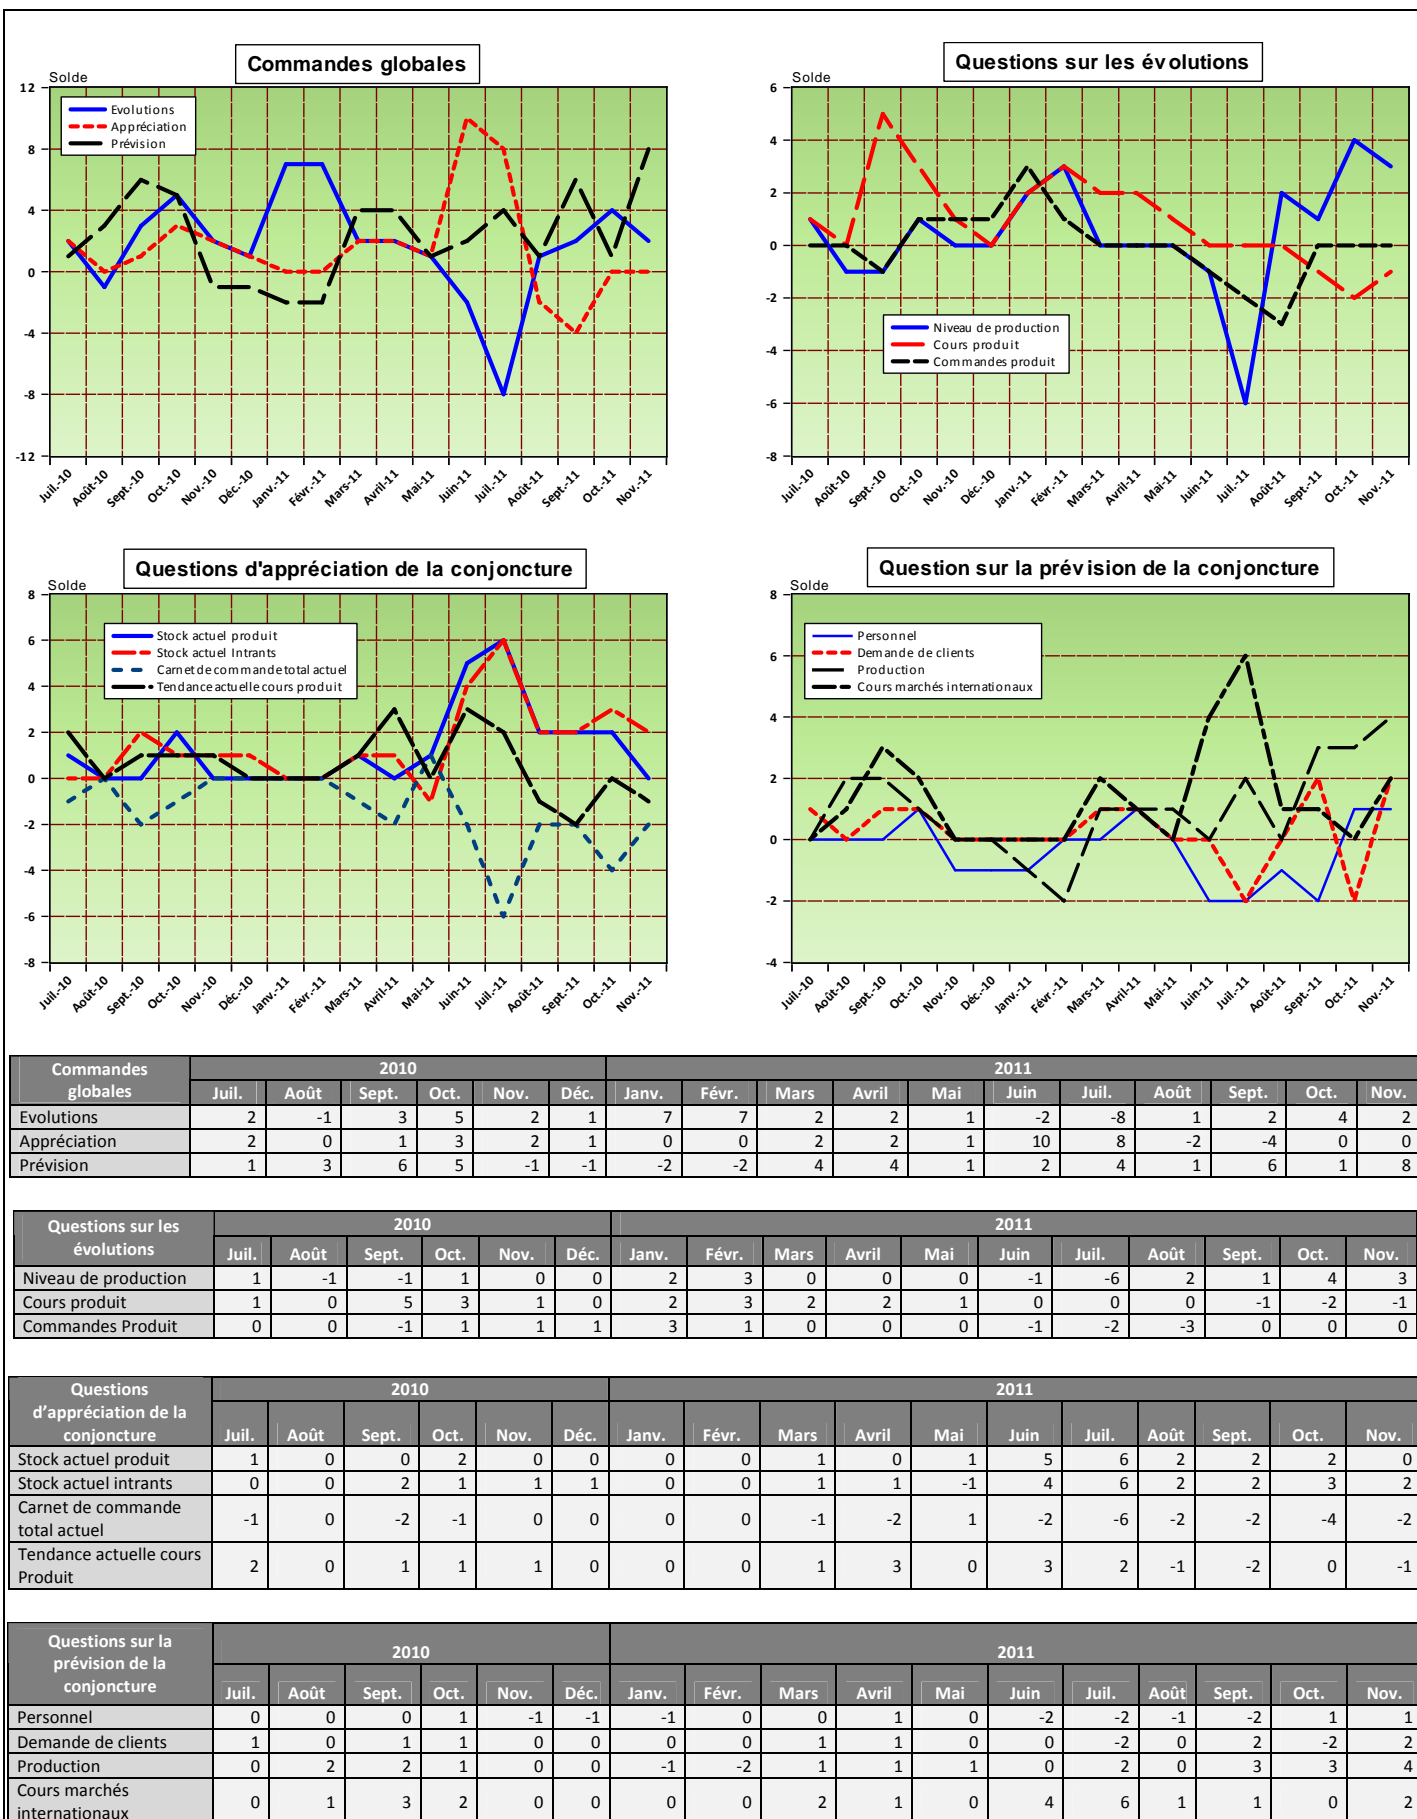 Commandes globales
Solde
12
8
4
0
-4
-8
-12
Evolutions
Appréciation
Prévision
Juil.-10 Août-10 Sept.-10 Oct.-10 Nov.-10 Déc.-10 Janv.-11 Févr.-11 Mars-11 Avril-11 Mai-11 Juin-11 Juil.-11 Août-11 Sept.-11 Oct.-11 Nov.-11
Questions sur les évolutions
Solde
6
4
2
0
-2
-4
-6
-8
Niveau de production
Cours produit
Commandes produit
Juil.-10 Août-10 Sept.-10 Oct.-10 Nov.-10 Déc.-10 Janv.-11 Févr.-11 Mars-11 Avril-11 Mai-11 Juin-11 Juil.-11 Août-11 Sept.-11 Oct.-11 Nov.-11
Questions d'appréciation de la conjoncture
Solde
8
6
4
2
0
-2
-4
-6
-8
Stock actuel produit
Stock actuel Intrants
Carnet de commande total actuel
Tendance actuelle cours produit
Juil.-10 Août-10 Sept.-10 Oct.-10 Nov.-10 Déc.-10 Janv.-11 Févr.-11 Mars-11 Avril-11 Mai-11 Juin-11 Juil.-11 Août-11 Sept.-11 Oct.-11 Nov.-11
Question sur la prévision de la conjoncture
Solde
8
6
4
2
0
-2
-4
Personnel
Demande de clients
Production
Cours marchés internationaux
Juil.-10 Août-10 Sept.-10 Oct.-10 Nov.-10 Déc.-10 Janv.-11 Févr.-11 Mars-11 Avril-11 Mai-11 Juin-11 Juil.-11 Août-11 Sept.-11 Oct.-11 Nov.-11
Commandes globales 2010 2011
Juil. Août Sept. Oct. Nov. Déc. Janv. Févr. Mars Avril Mai Juin Juil. Août Sept. Oct. Nov.
Evolutions 2 -1 3 5 2 1 7 7 2 2 1 -2 -8 1 2 4 2
Appréciation 2 0 1 3 2 1 0 0 2 2 1 10 8 -2 -4 0 0
Prévision 1 3 6 5 -1 -1 -2 -2 4 4 1 2 4 1 6 1 8
Questions sur les évolutions 2010 2011
Juil. Août Sept. Oct. Nov. Déc. Janv. Févr. Mars Avril Mai Juin Juil. Août Sept. Oct. Nov.
Niveau de production 1 -1 -1 1 0 0 2 3 0 0 0 -1 -6 2 1 4 3
Cours produit 1 0 5 3 1 0 2 3 2 2 1 0 0 0 -1 -2 -1
Commandes Produit 0 0 -1 1 1 1 3 1 0 0 0 -1 -2 -3 0 0 0
Questions d’appréciation de la conjoncture 2010 2011
Juil. Août Sept. Oct. Nov. Déc. Janv. Févr. Mars Avril Mai Juin Juil. Août Sept. Oct. Nov.
Stock actuel produit 1 0 0 2 0 0 0 0 1 0 1 5 6 2 2 2 0
Stock actuel intrants 0 0 2 1 1 1 0 0 1 1 -1 4 6 2 2 3 2
Carnet de commande total actuel -1 0 -2 -1 0 0 0 0 -1 -2 1 -2 -6 -2 -2 -4 -2
Tendance actuelle cours Produit 2 0 1 1 1 0 0 0 1 3 0 3 2 -1 -2 0 -1
Questions sur la prévision de la conjoncture 2010 2011
Juil. Août Sept. Oct. Nov. Déc. Janv. Févr. Mars Avril Mai Juin Juil. Août Sept. Oct. Nov.
Personnel 0 0 0 1 -1 -1 -1 0 0 1 0 -2 -2 -1 -2 1 1
Demande de clients 1 0 1 1 0 0 0 0 1 1 0 0 -2 0 2 -2 2
Production 0 2 2 1 0 0 -1 -2 1 1 1 0 2 0 3 3 4
Cours marchés internationaux 0 1 3 2 0 0 0 0 2 1 0 4 6 1 1 0 2